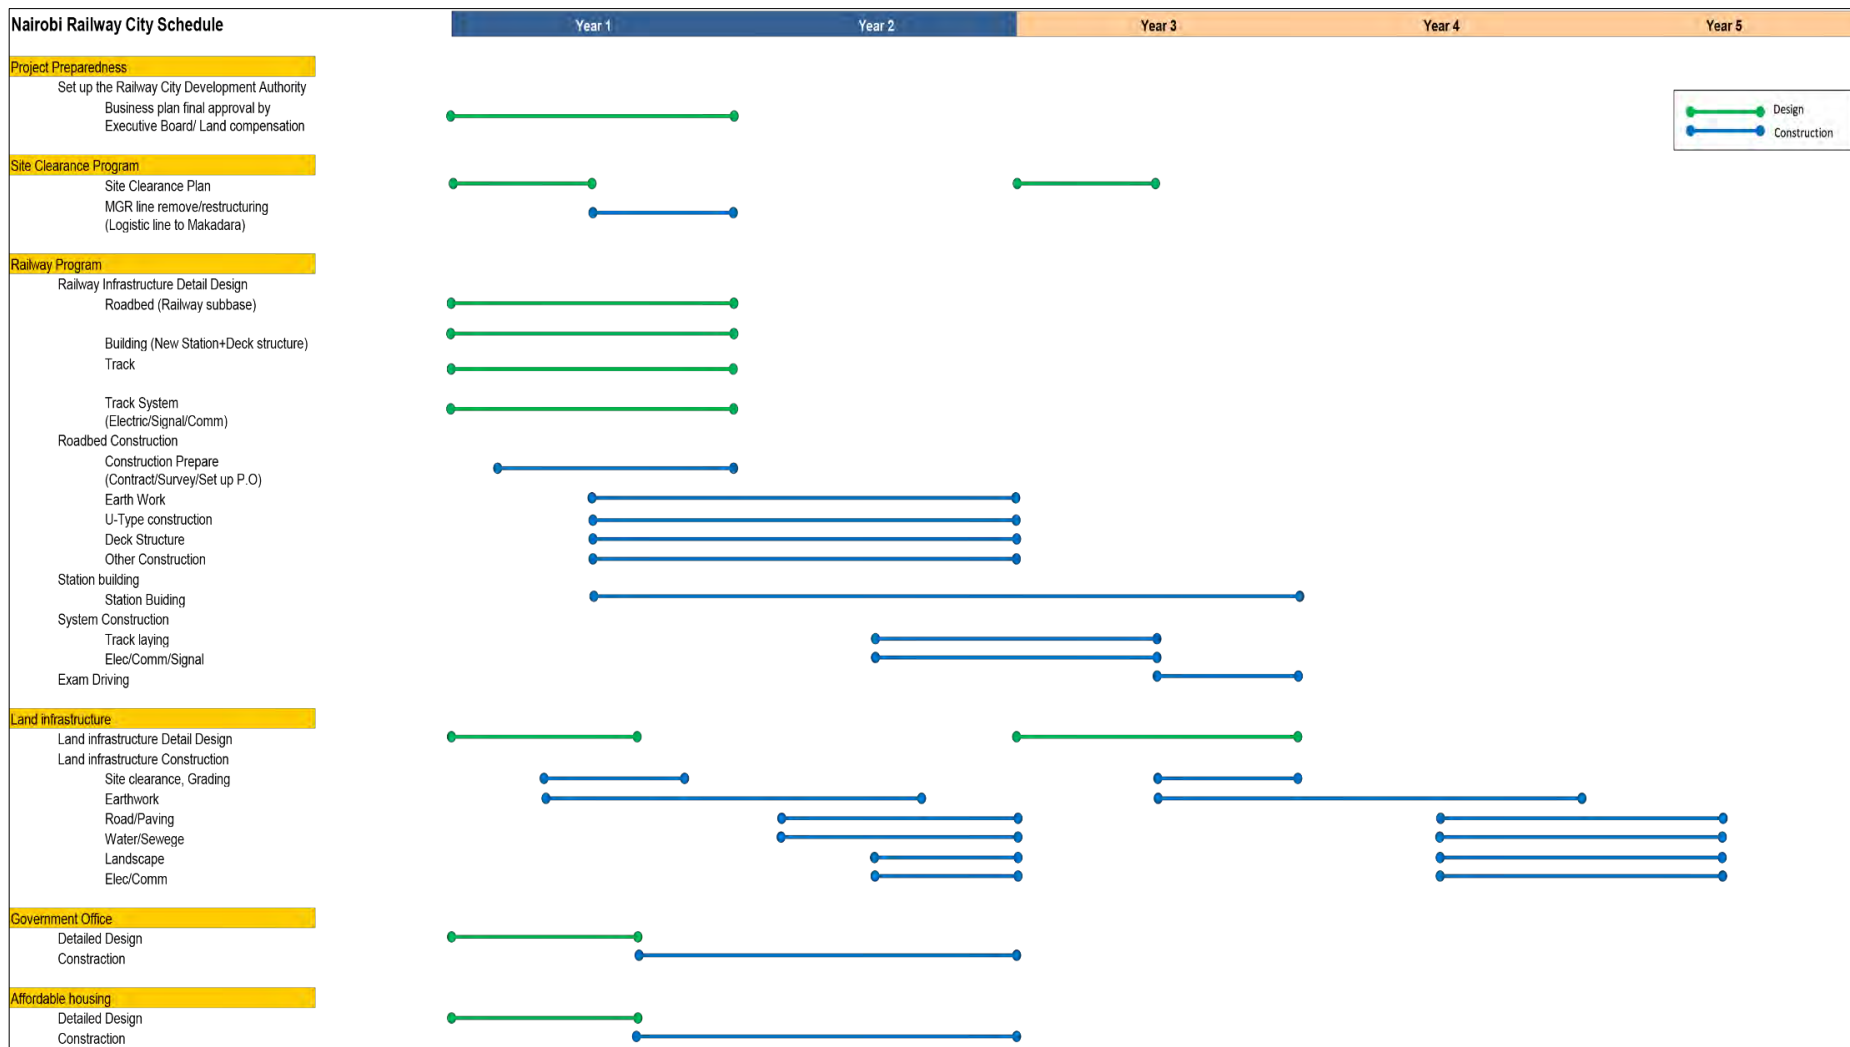 Nairobi Railway City Schedule
Year 1
Year 2
Year 3
Year 4
Year 5
Project Preparedness
Set up the Railway City Development Authority
Business plan final approval by
Executive Board/ Land compensation
Design
Construction
Site Clearance Program
Site Clearance Plan
MGR line remove/restructuring
(Logistic line to Makadara)
Railway Program
Railway Infrastructure Detail Design
Roadbed (Railway subbase)
Building (New Station+Deck structure)
Track
Track System
(Electric/Signal/Comm)
Roadbed Construction
Construction Prepare
(Contract/Survey/Set up P.O)
Earth Work
U-Type construction
Deck Structure
Other Construction
Station building
Station Buiding
System Construction
Track laying
Elec/Comm/Signal
Exam Driving
Land infrastructure
Land infrastructure Detail Design
Land infrastructure Construction
Site clearance, Grading
Earthwork
Road/Paving
Water/Sewege
Landscape
Elec/Comm
Government Office
Detailed Design
Constraction
Affordable housing
Detailed Design
Constraction